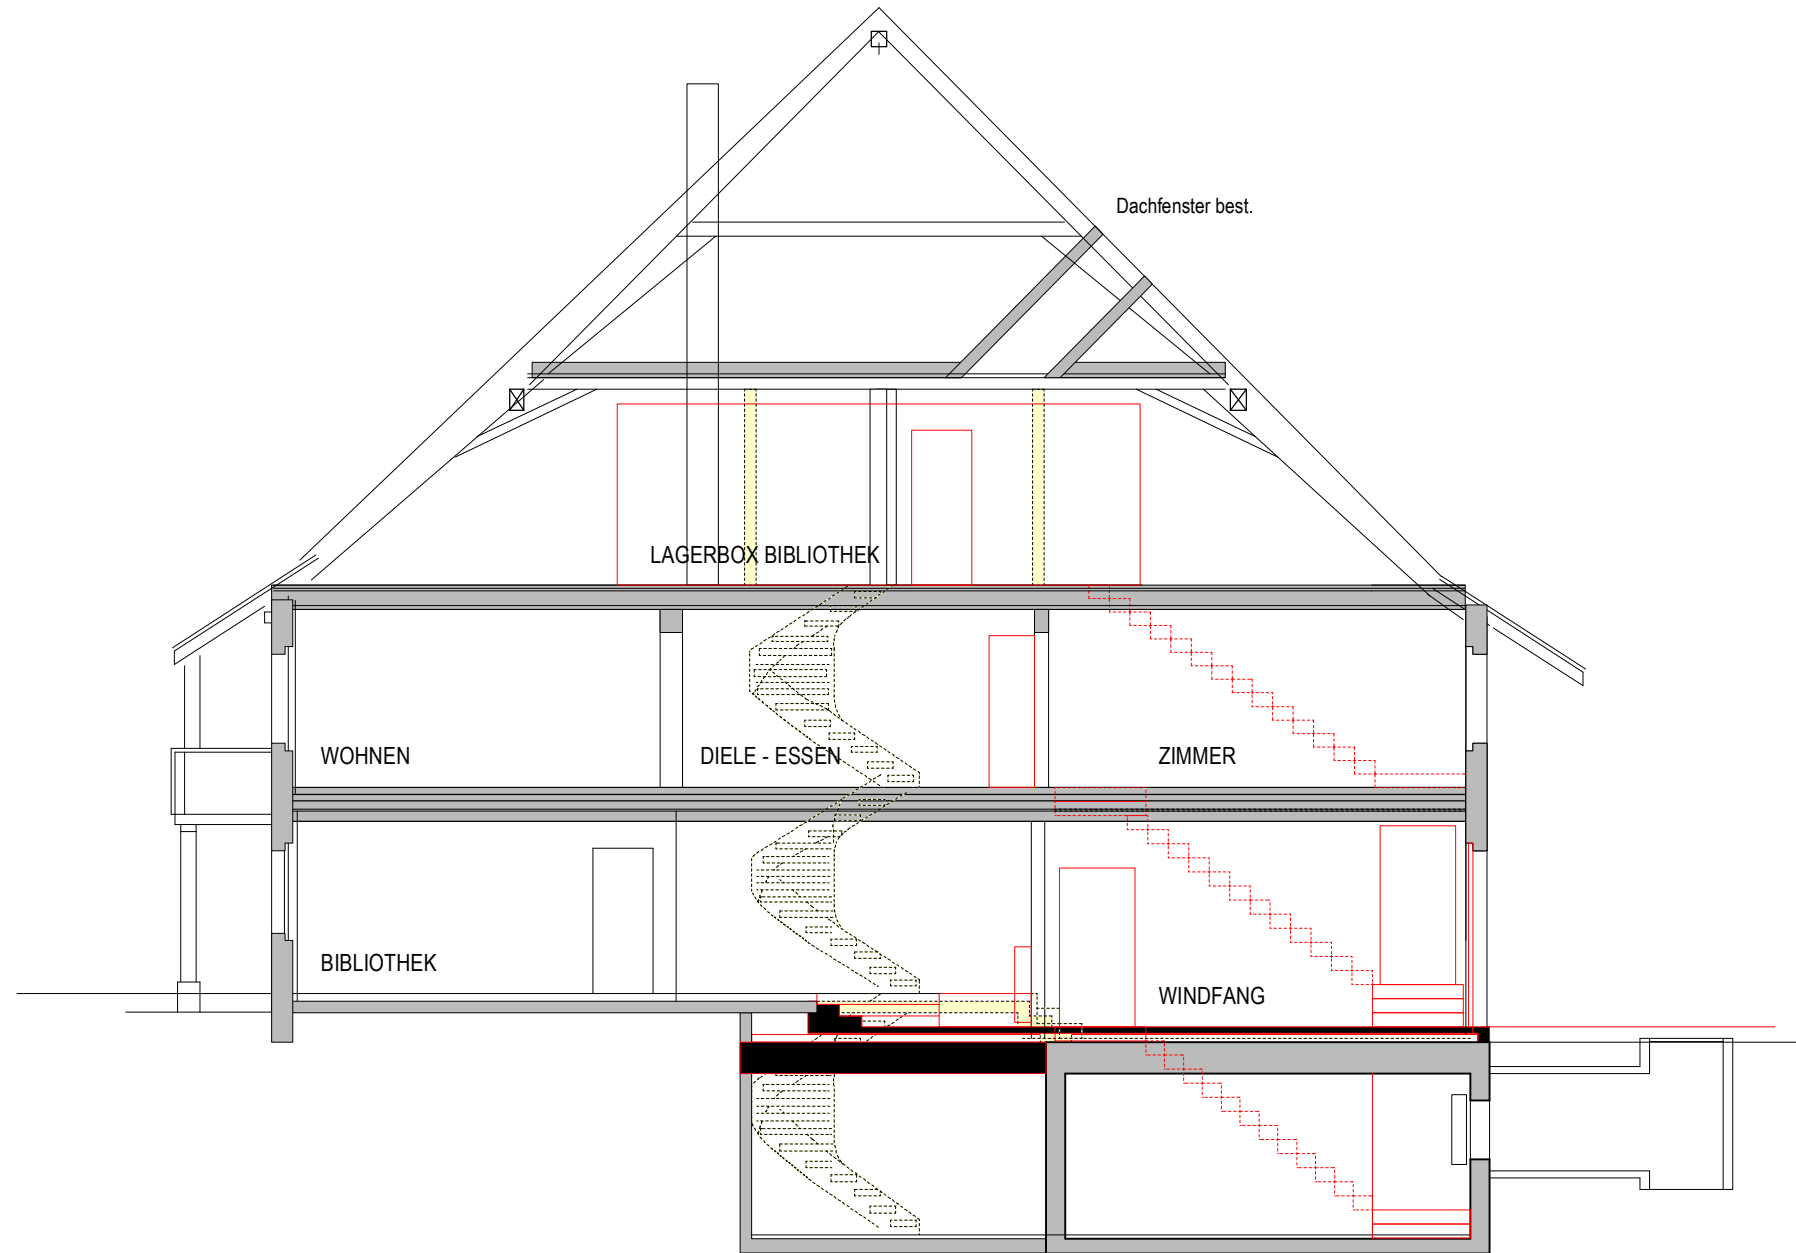 Dachfenster best.
LAGERBOX BIBLIOTHEK
WOHNEN
DIELE - ESSEN
ZIMMER
BIBLIOTHEK
WINDFANG